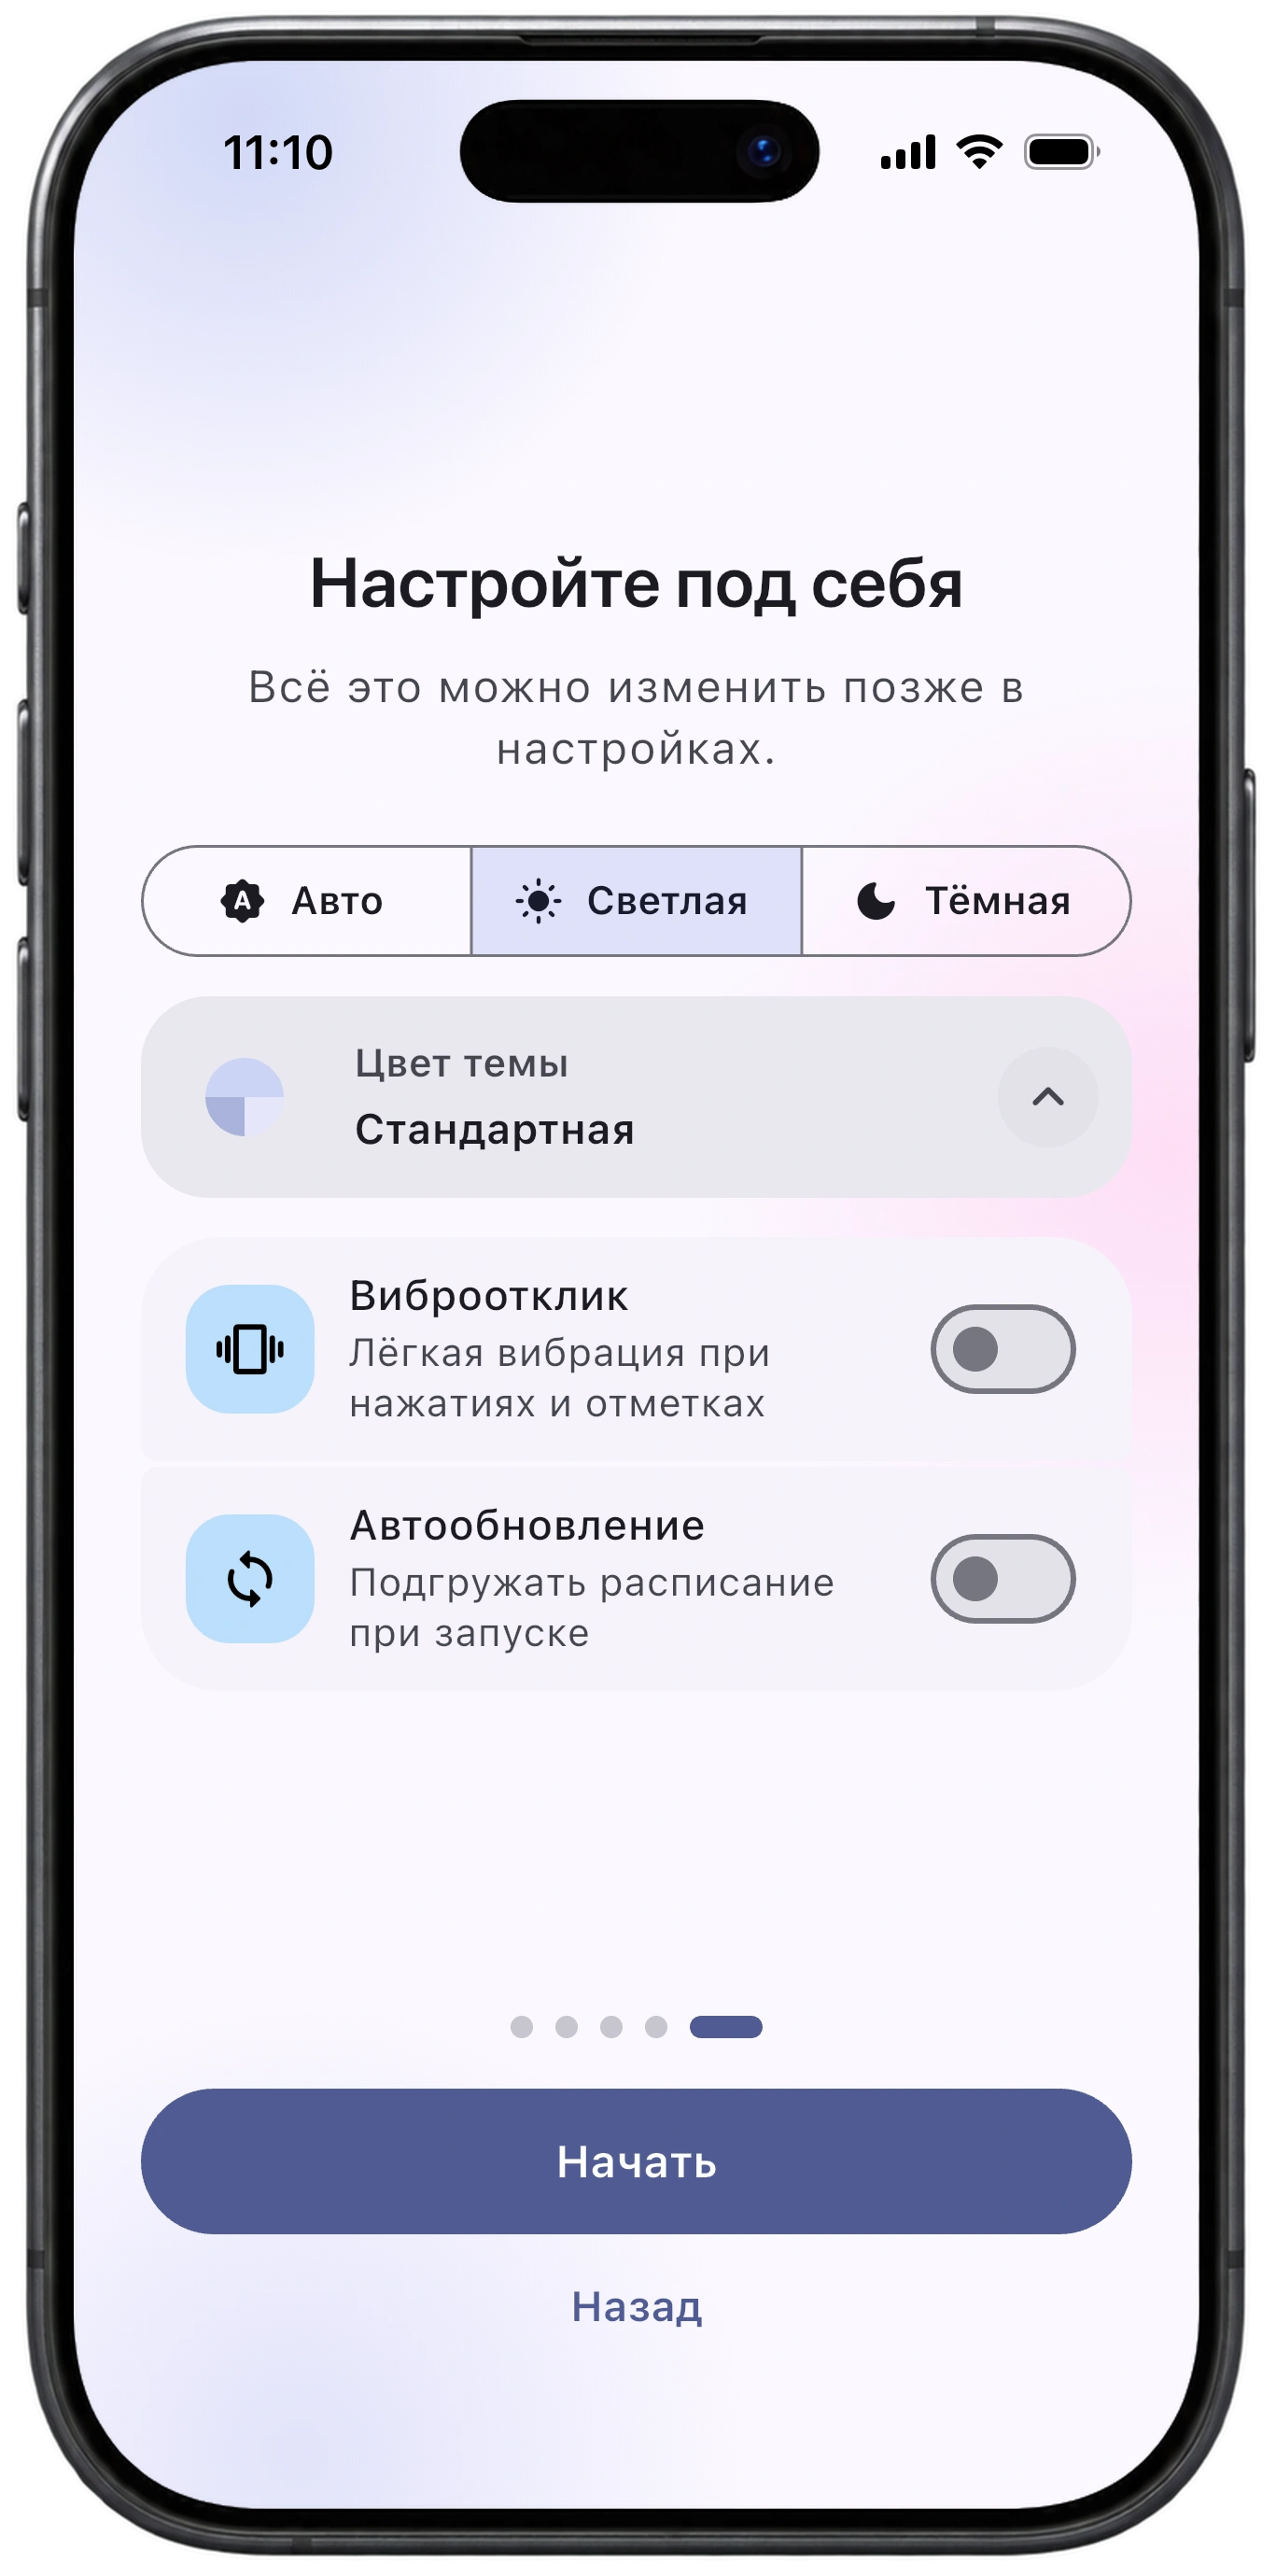 11:10
Настройте под себя
Всё это можно изменить позже в
настройках.
Авто
Светлая
Тёмная
Цвет темы
Стандартная
Виброотклик
Лёгкая вибрация при
нажатиях и отметках
Автообновление
Подгружать расписание
при запуске
Начать
Назад